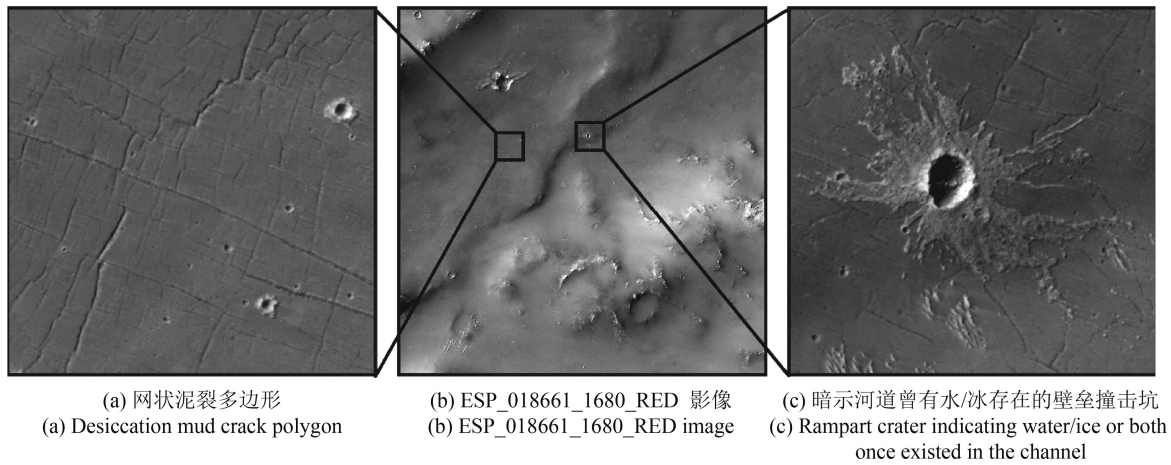 (a) 网状泥裂多边形
(a) Desiccation mud crack polygon
(b) ESP_018661_1680_RED 影像
(b) ESP_018661_1680_RED image
(c) 暗示河道曾有水/冰存在的壁垒撞击坑
(c) Rampart crater indicating water/ice or both
once existed in the channel